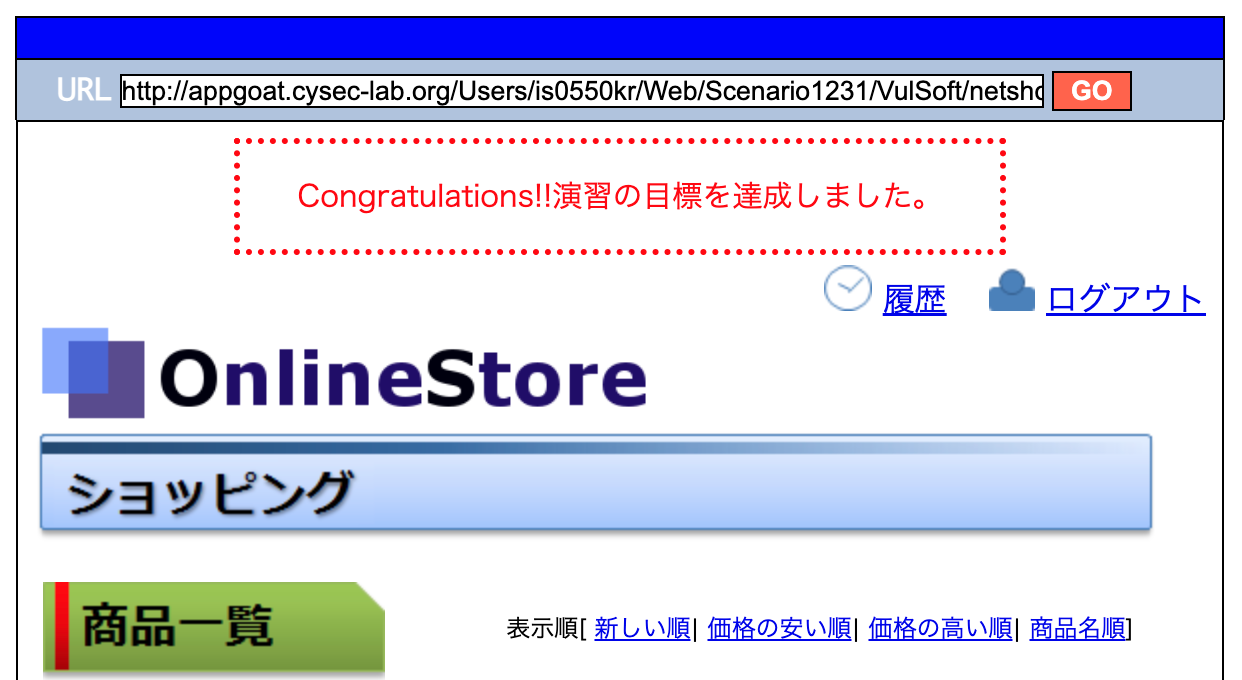 URL http://appgoat.cysec-lab.org/Users/is0550kr/Web/Scenario1231/VulSoft/netsho GO
Congratulations!!演習の目標を達成しました。
履歴 ログアウト
OnlineStore
ショッピング
商品一覧 表示順[ 新しい順| 価格の安い順| 価格の高い順| 商品名順]